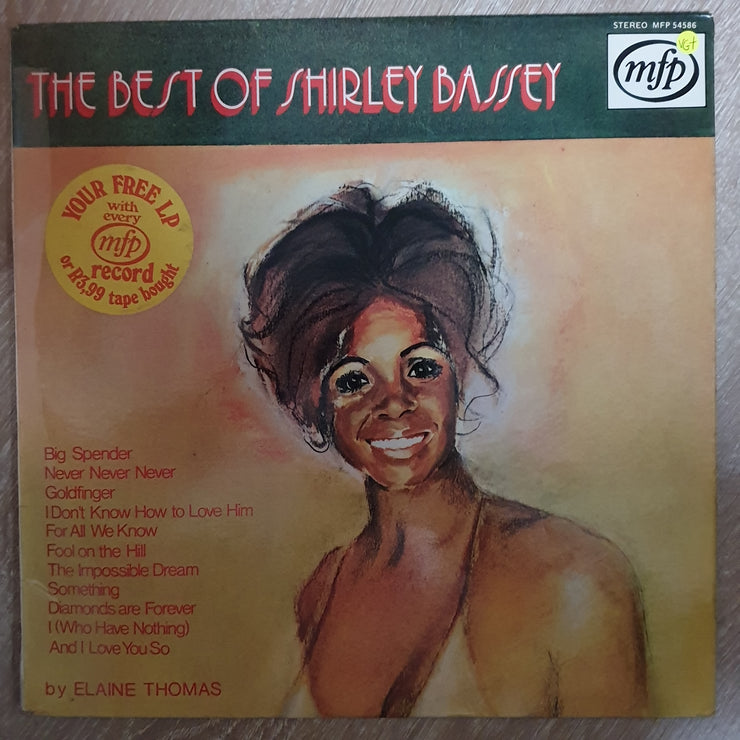 STEREO MFP 54586
VG+
mfp
THE BEST OF SHIRLEY BASSEY
YOUR FREE LP
with
every
mfp
record
or R3,99 tape bought
Big Spender
Never Never Never
Goldfinger
I Don't Know How to Love Him
For All We Know
Fool on the Hill
The Impossible Dream
Something
Diamonds are Forever
I (Who Have Nothing)
And I Love You So
by ELAINE THOMAS